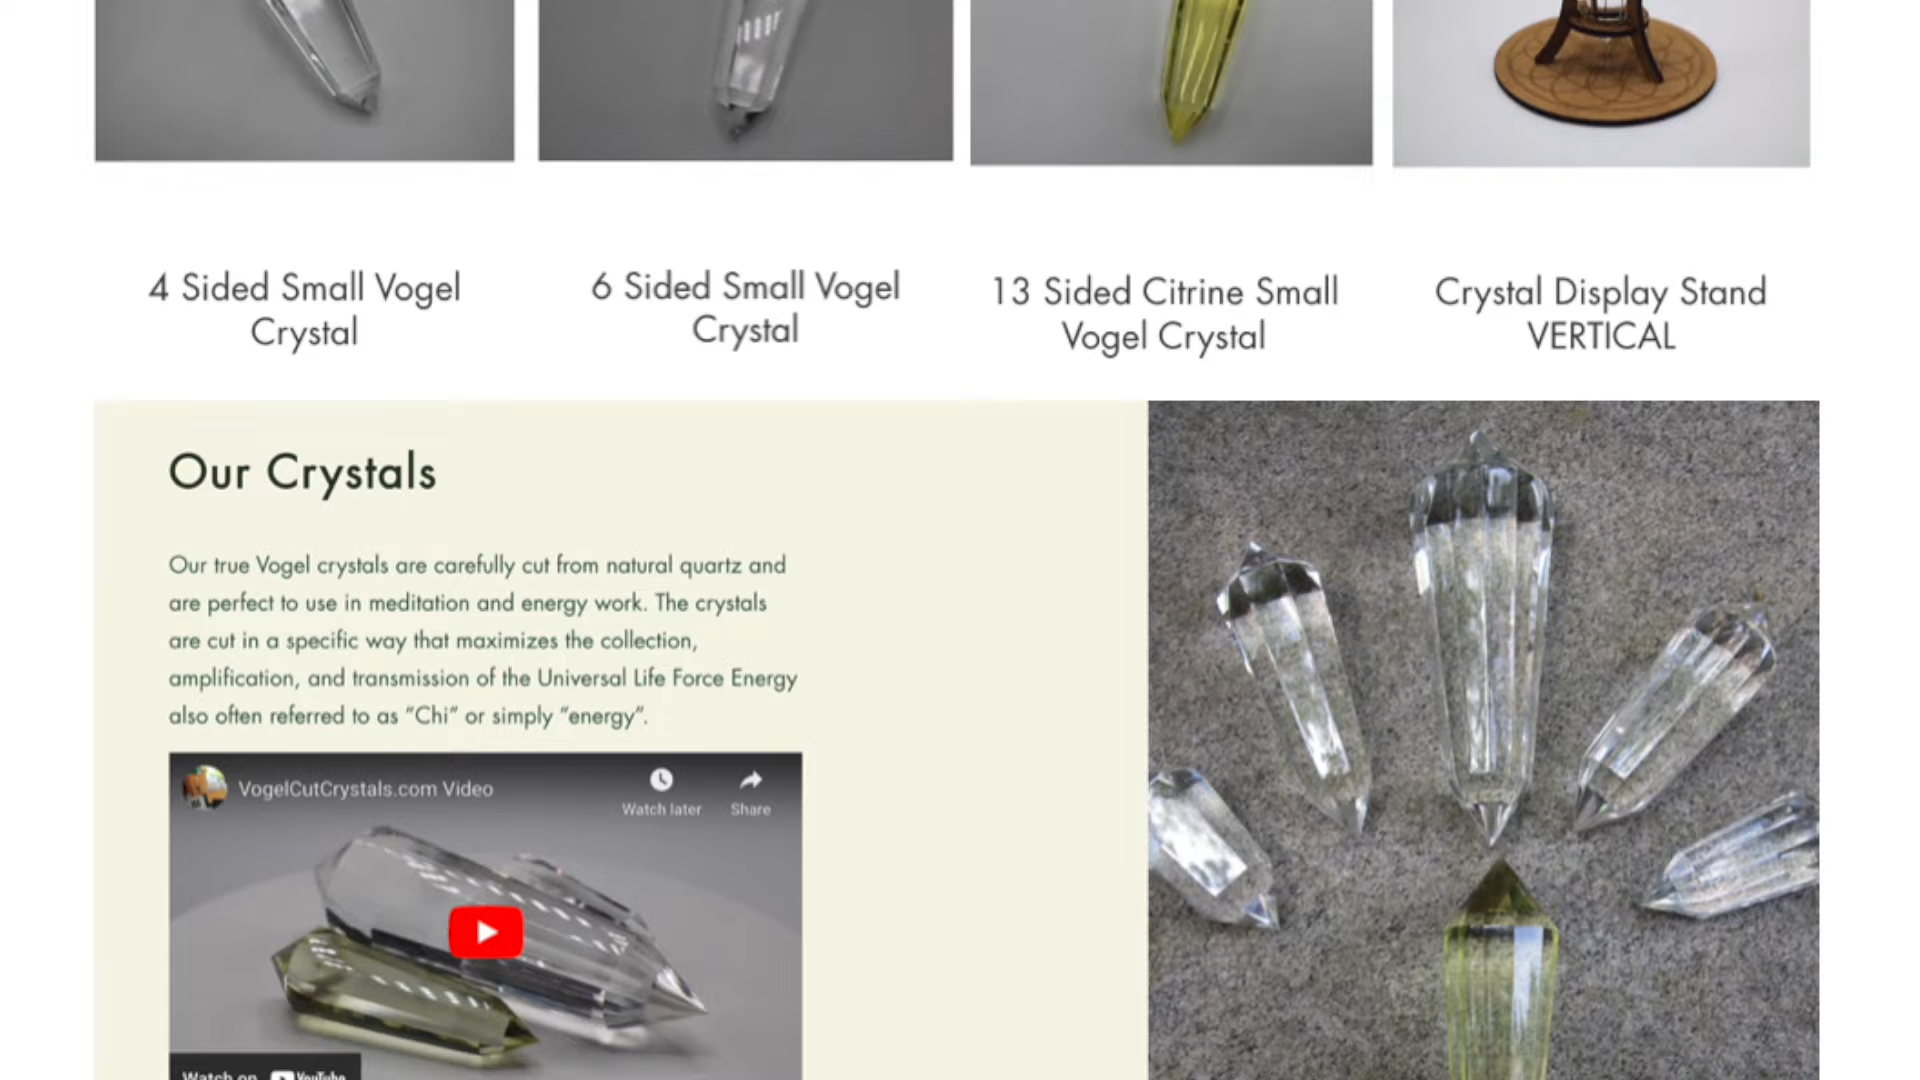 4 Sided Small Vogel
Crystal
6 Sided Small Vogel
Crystal
13 Sided Citrine Small
Vogel Crystal
Crystal Display Stand
VERTICAL
Our Crystals
Our true Vogel crystals are carefully cut from natural quartz and
are perfect to use in meditation and energy work. The crystals
are cut in a specific way that maximizes the collection,
amplification, and transmission of the Universal Life Force Energy
also often referred to as “Chi” or simply “energy”.
VogelCutCrystals.com Video
Watch later
Share
Watch on YouTube